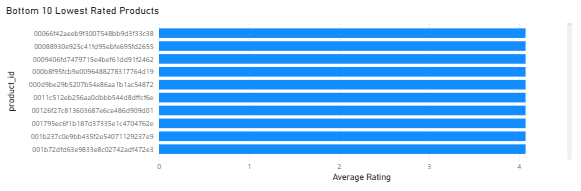 Bottom 10 Lowest Rated Products
product_id
00066f42aeeb9f3007548bb9d3f33c38
00088930e925c41fd95ebfe695fd2655
0009406fd7479715e4bef61dd91f2462
000b8f95fcb9e0096488278317764d19
000d9be29b5207b54e86aa1b1ac54872
0011c512eb256aa0dbbb544d8dffcf6e
00126f27c813603687e6ce486d909d01
001795ec6f1b187d37335e1c4704762e
001b237c0e9bb435f2e54071129237e9
001b72dfd63e9833e8c02742adf472e3
0 1 2 3 4
Average Rating